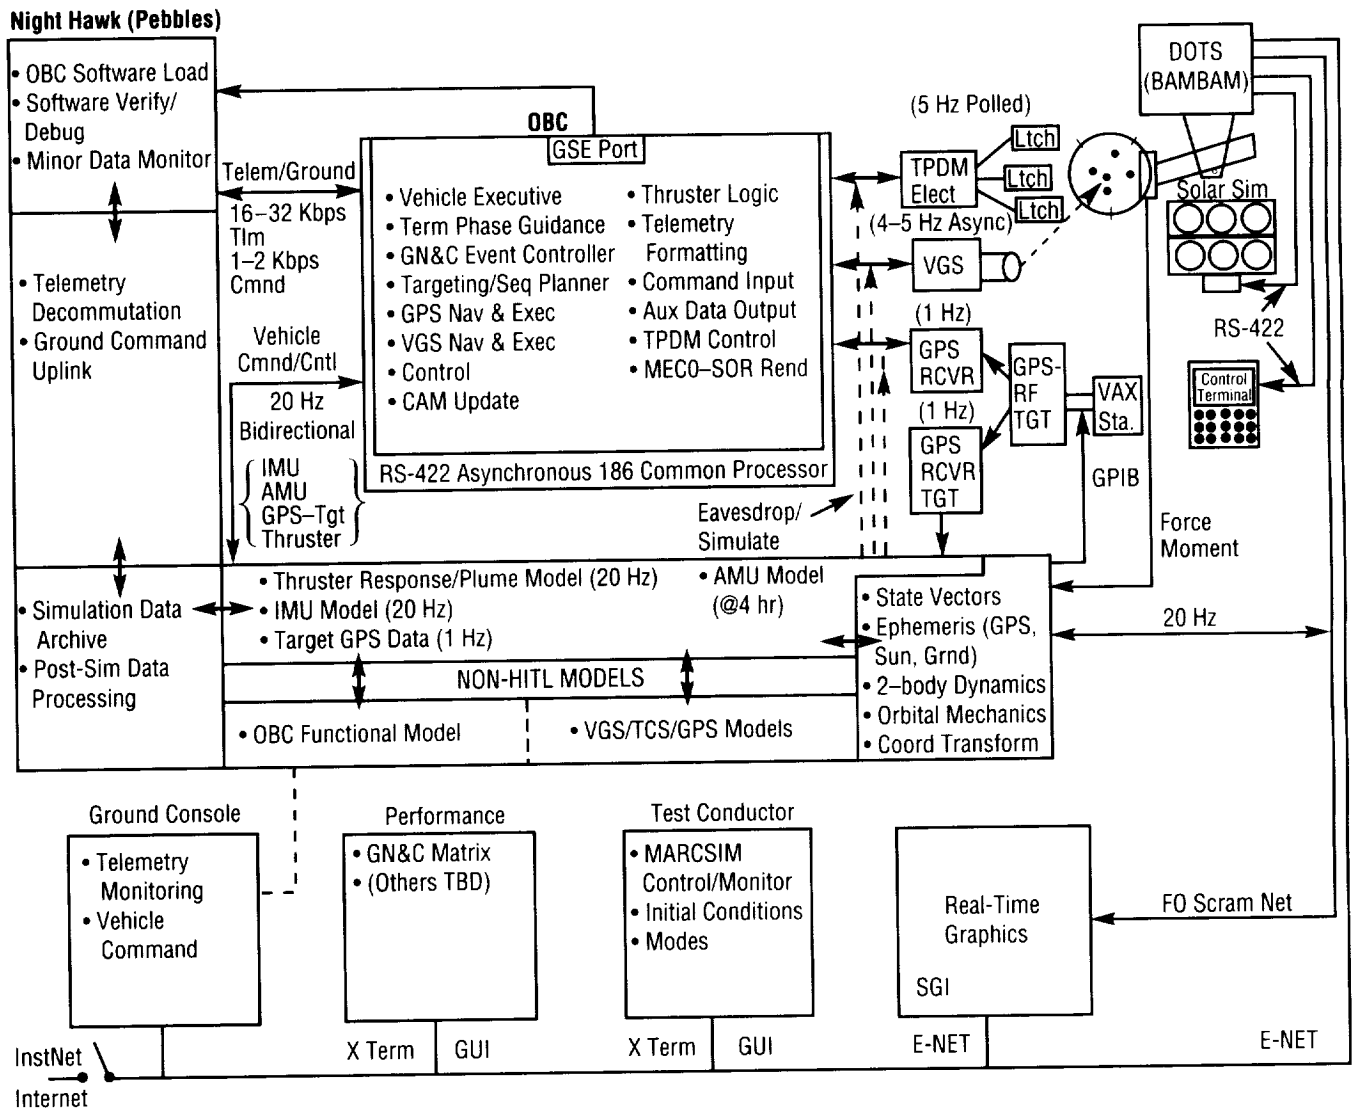 Night Hawk (Pebbles)
• OBC Software Load
• Software Verify/
Debug
• Minor Data Monitor
• Telemetry
Decommutation
• Ground Command
Uplink
• Simulation Data
Archive
• Post-Sim Data
Processing
Telem/Ground
16–32 Kbps
Tlm
1–2 Kbps
Cmnd
Vehicle
Cmnd/Cntl
20 Hz
Bidirectional
IMU
AMU
GPS–Tgt
Thruster
OBC
GSE Port
• Vehicle Executive
• Term Phase Guidance
• GN&C Event Controller
• Targeting/Seq Planner
• GPS Nav & Exec
• VGS Nav & Exec
• Control
• CAM Update
• Thruster Logic
• Telemetry
Formatting
• Command Input
• Aux Data Output
• TPDM Control
• MECO–SOR Rend
RS-422 Asynchronous 186 Common Processor
(5 Hz Polled)
TPDM
Elect
Ltch
Ltch
Ltch
(4–5 Hz Async)
VGS
(1 Hz)
GPS
RCVR
(1 Hz)
GPS
RCVR
TGT
GPS-
RF
TGT
VAX
Sta.
GPIB
DOTS
(BAMBAM)
Solar Sim
RS-422
Control
Terminal
Force
Moment
20 Hz
Eavesdrop/
Simulate
• Thruster Response/Plume Model (20 Hz)
• IMU Model (20 Hz)
• Target GPS Data (1 Hz)
• AMU Model
(@4 hr)
• State Vectors
• Ephemeris (GPS,
Sun, Grnd)
• 2–body Dynamics
• Orbital Mechanics
• Coord Transform
NON-HITL MODELS
• OBC Functional Model
• VGS/TCS/GPS Models
Ground Console
• Telemetry
Monitoring
• Vehicle
Command
Performance
• GN&C Matrix
• (Others TBD)
Test Conductor
• MARCSIM
Control/Monitor
• Initial Conditions
• Modes
Real-Time
Graphics
SGI
FO Scram Net
X Term
GUI
X Term
GUI
E-NET
E-NET
InstNet
Internet